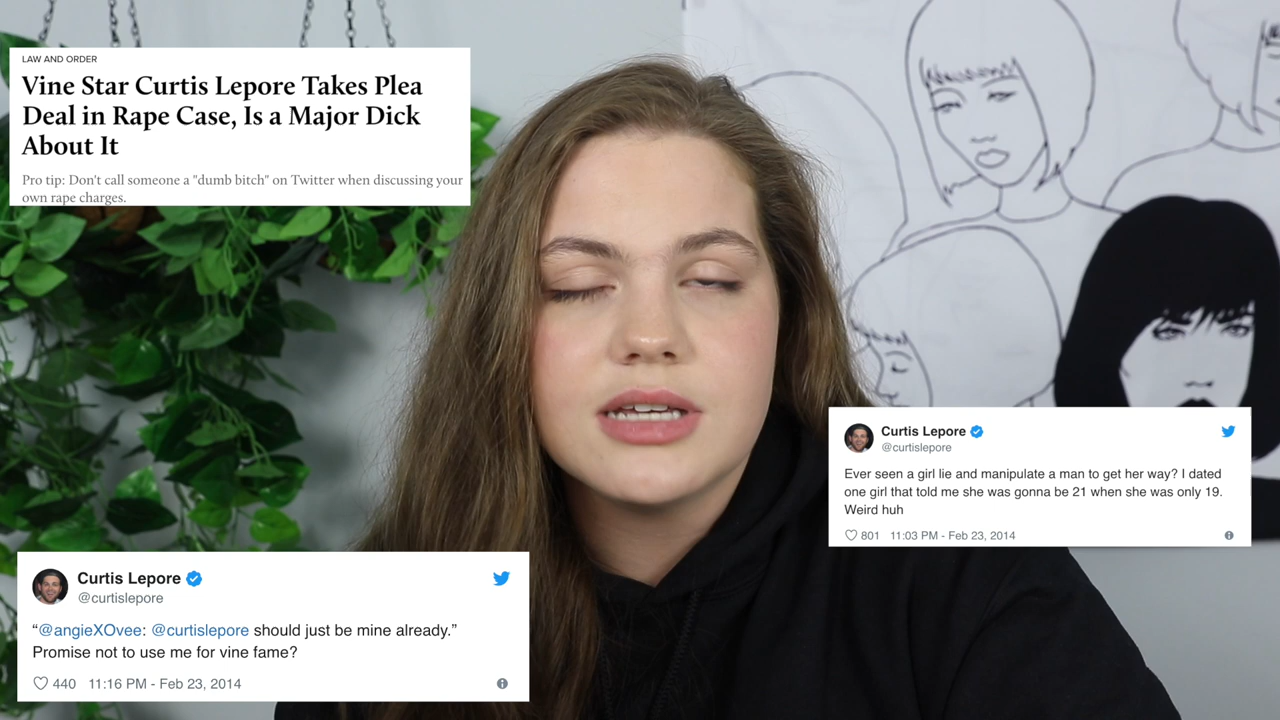 LAW AND ORDER
Vine Star Curtis Lepore Takes Plea
Deal in Rape Case, Is a Major Dick
About It
Pro tip: Don't call someone a "dumb bitch" on Twitter when discussing your
own rape charges.
Curtis Lepore
@curtislepore
Ever seen a girl lie and manipulate a man to get her way? I dated
one girl that told me she was gonna be 21 when she was only 19.
Weird huh
801 11:03 PM - Feb 23, 2014
Curtis Lepore
@curtislepore
“@angieXOvee: @curtislepore should just be mine already.”
Promise not to use me for vine fame?
440 11:16 PM - Feb 23, 2014